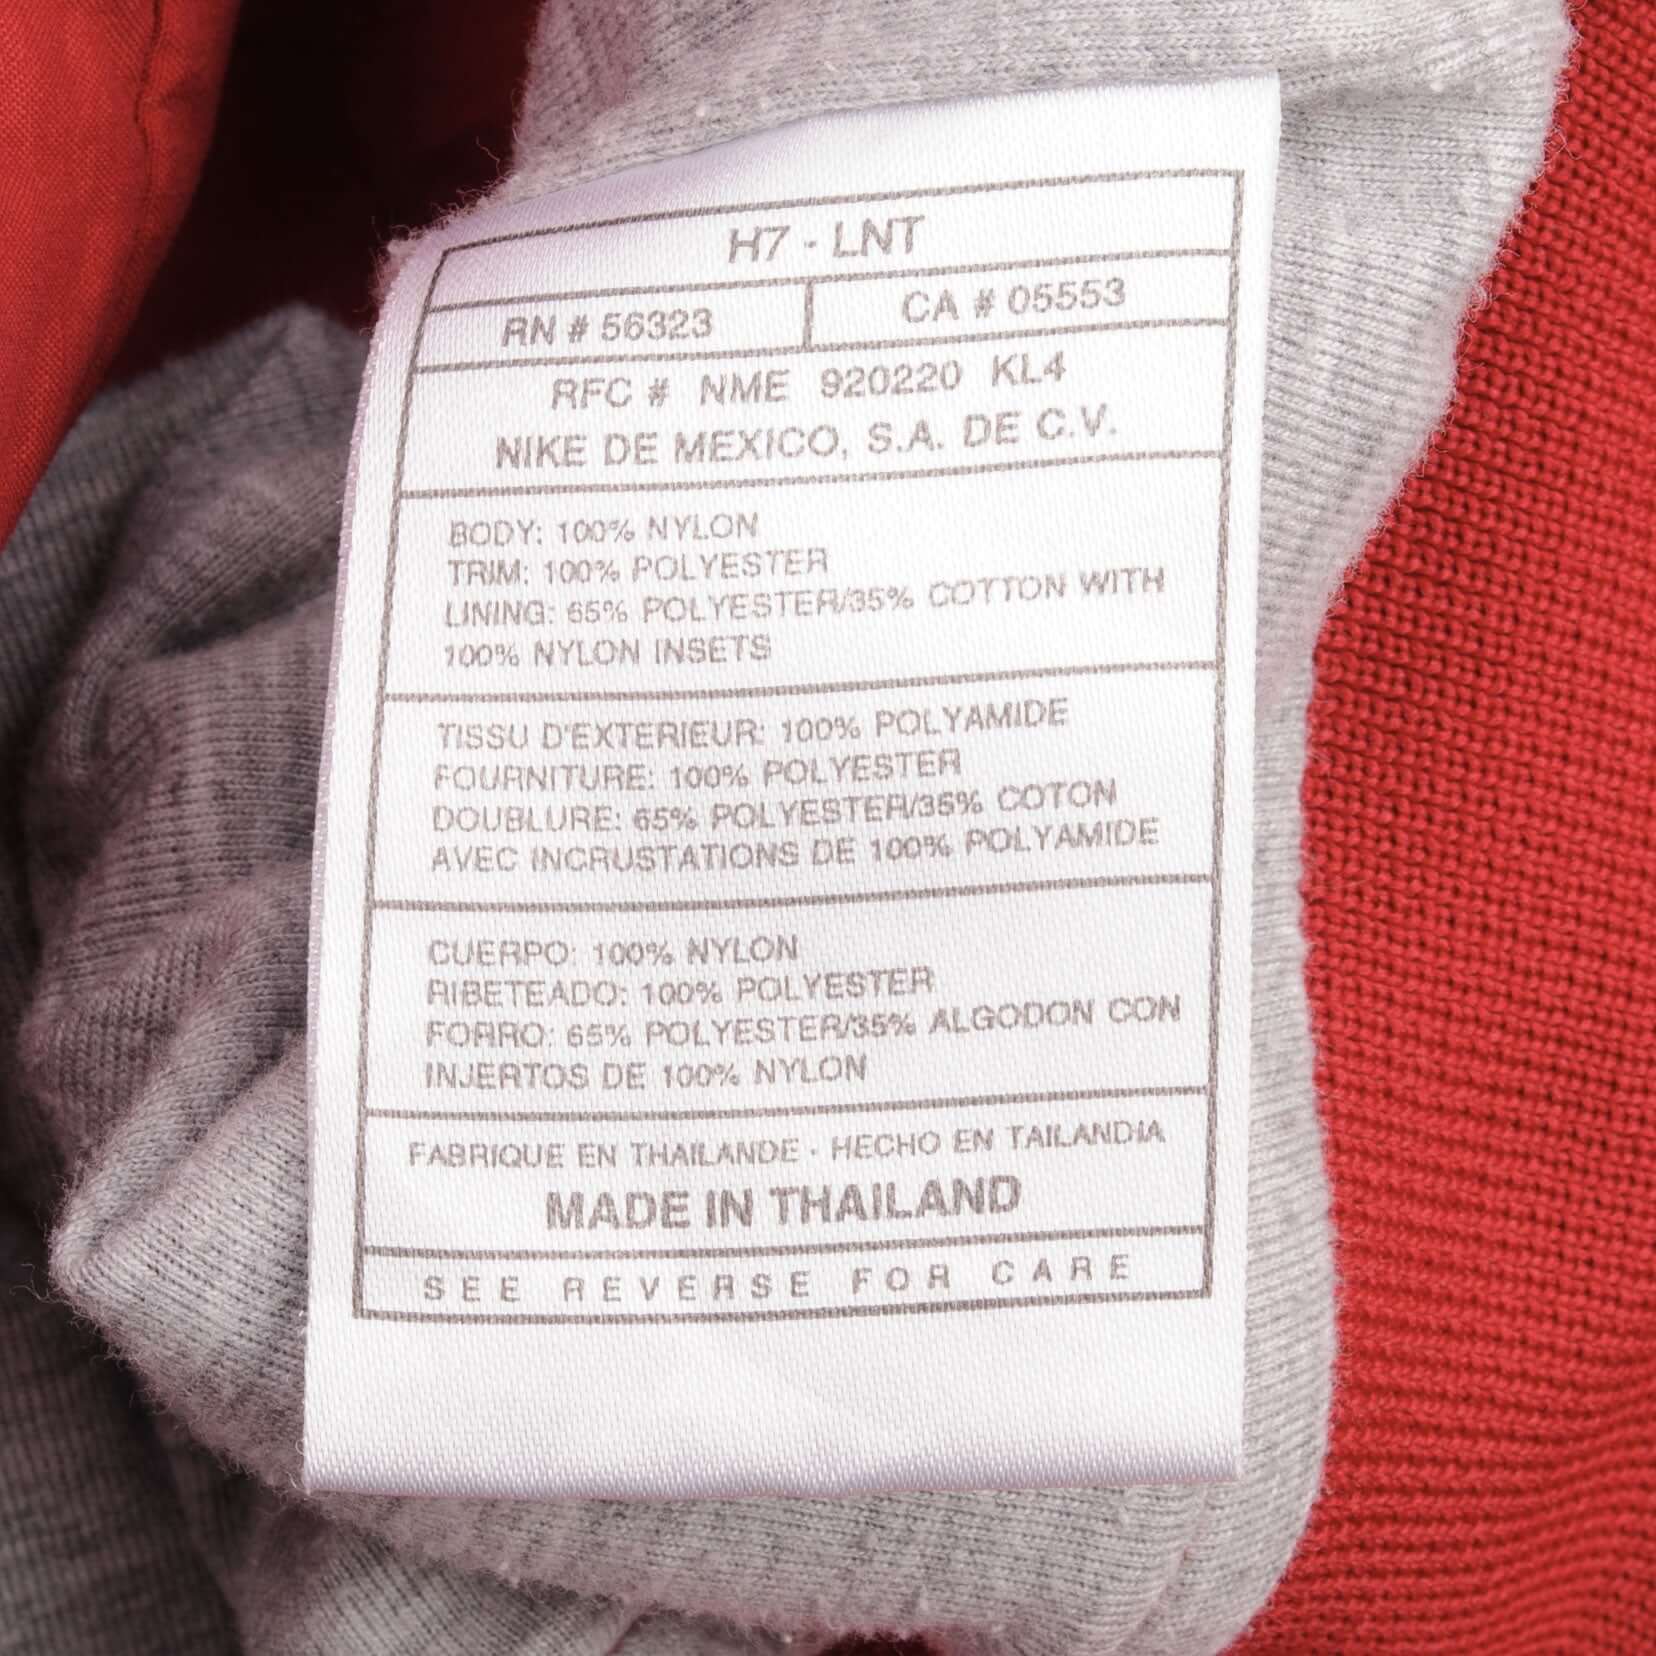 H7 - LNT
RN # 56323
CA # 05553
RFC # NME 920220 KL4
NIKE DE MEXICO, S.A. DE C.V.
BODY: 100% NYLON
TRIM: 100% POLYESTER
LINING: 65% POLYESTER/35% COTTON WITH
100% NYLON INSETS
TISSU D'EXTERIEUR: 100% POLYAMIDE
FOURNITURE: 100% POLYESTER
DOUBLURE: 65% POLYESTER/35% COTON
AVEC INCRUSTATIONS DE 100% POLYAMIDE
CUERPO: 100% NYLON
RIBETEADO: 100% POLYESTER
FORRO: 65% POLYESTER/35% ALGODON CON
INJERTOS DE 100% NYLON
FABRIQUE EN THAILANDE · HECHO EN TAILANDIA
MADE IN THAILAND
SEE REVERSE FOR CARE